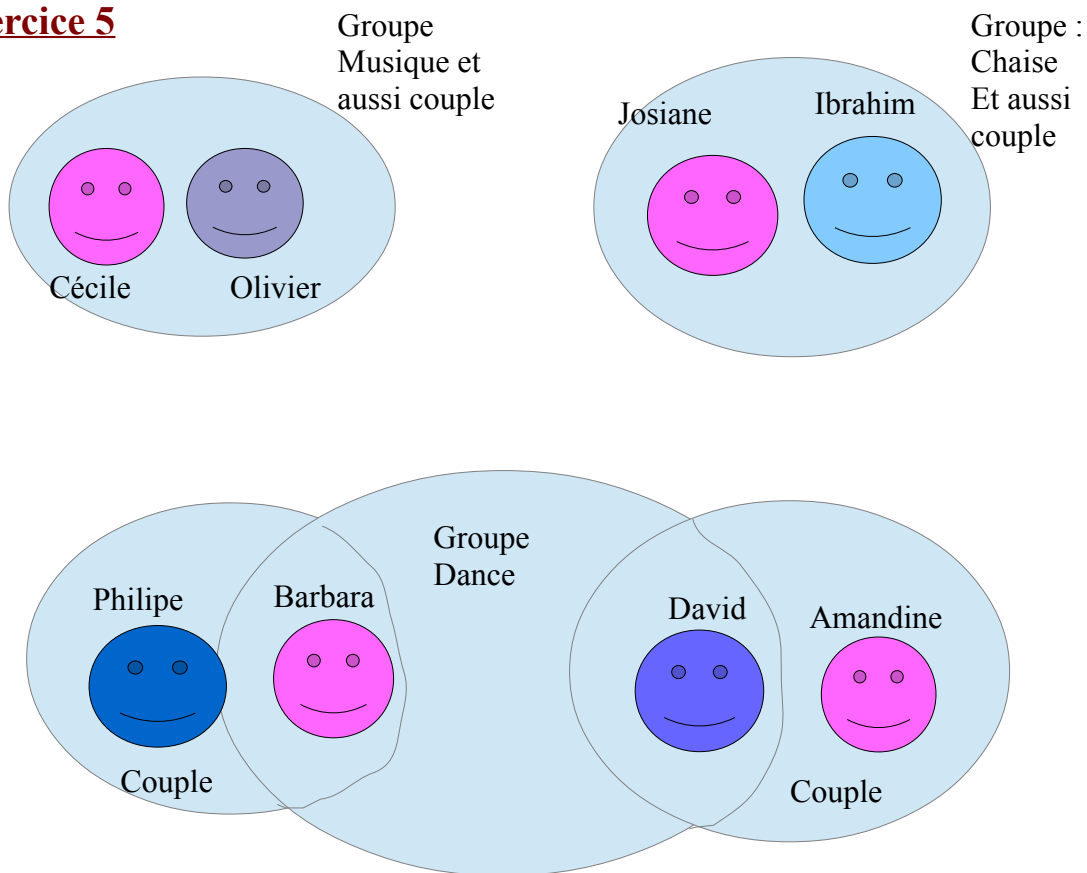 ercice 5
Groupe
Musique et
aussi couple
Groupe :
Chaise
Et aussi
couple
Josiane
Ibrahim
Cécile
Olivier
Groupe
Dance
Philipe
Barbara
David
Amandine
Couple
Couple